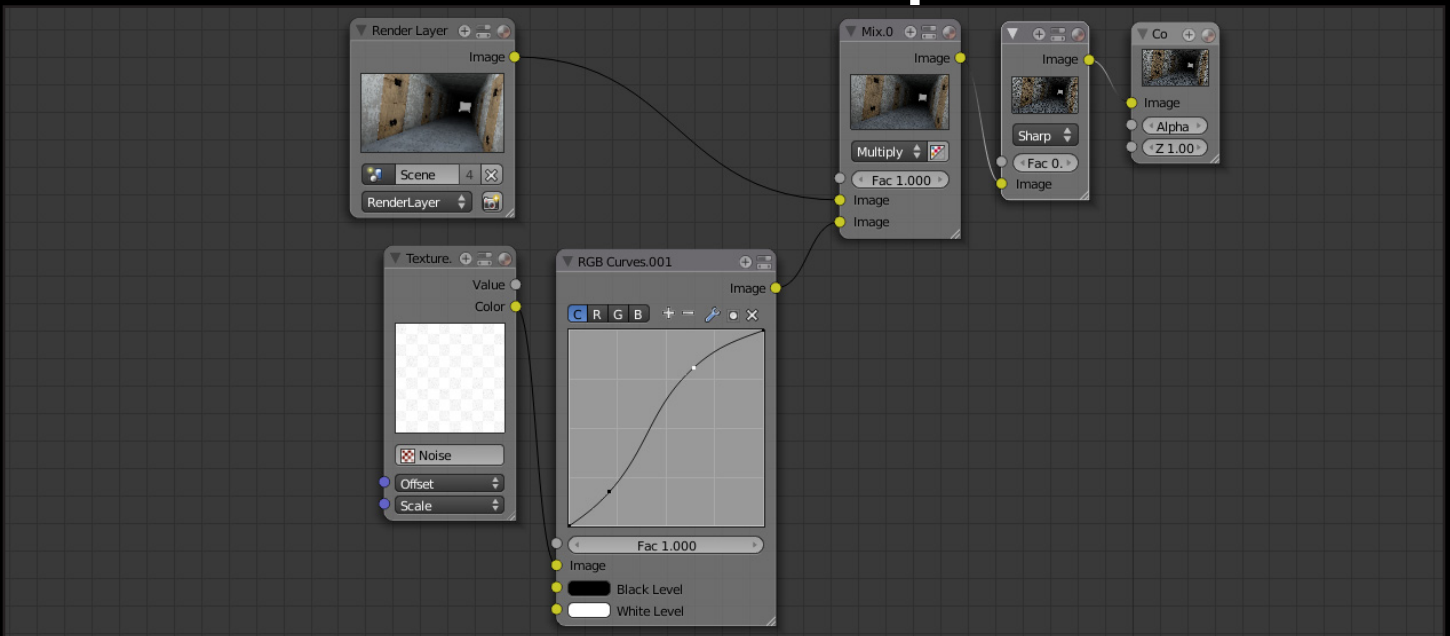 Render Layer
Image
Scene
4
RenderLayer
Texture.
Value
Color
Noise
Offset
Scale
RGB Curves.001
Image
C R G B
Fac 1.000
Image
Black Level
White Level
Mix.0
Image
Multiply
Fac 1.000
Image
Image
Image
Sharp
Fac 0.
Image
Co
Image
Alpha
Z 1.00